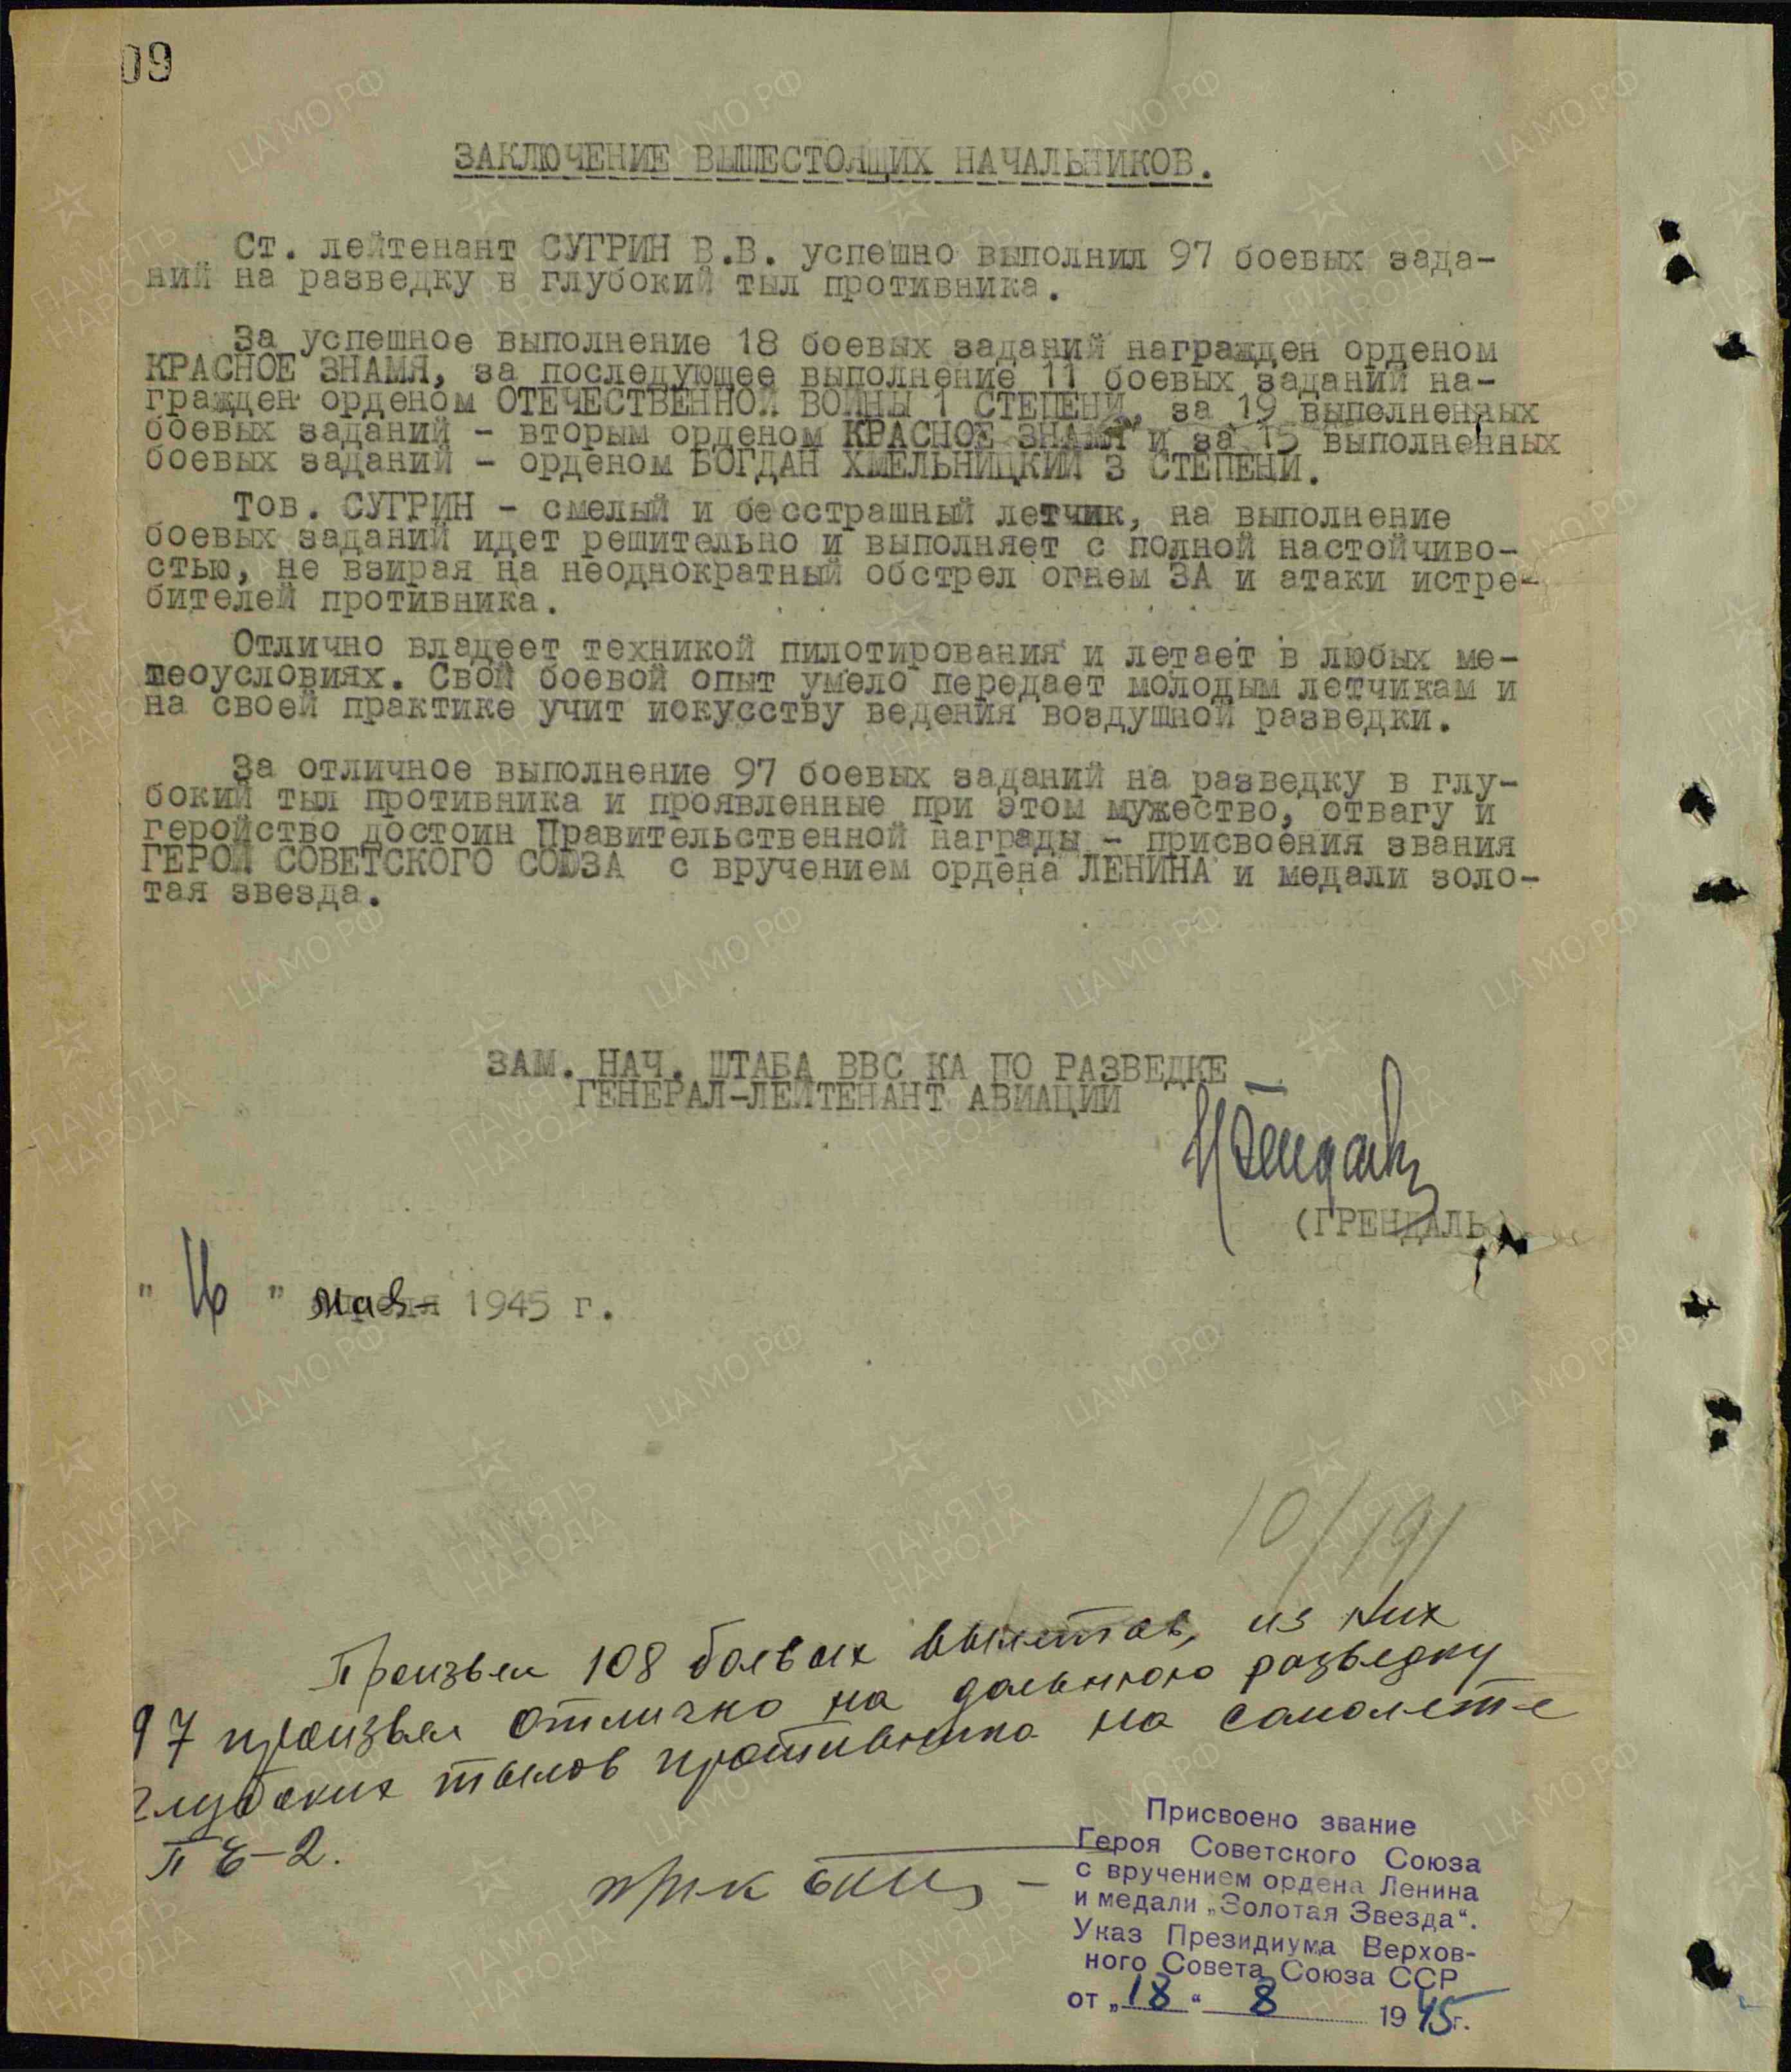 09
ЗАКЛЮЧЕНИЕ ВЫШЕСТОЯЩИХ НАЧАЛЬНИКОВ.
Ст. лейтенант СУГРИН В.В. успешно выполнил 97 боевых зада-
ний на разведку в глубокий тыл противника.
За успешное выполнение 18 боевых заданий награжден орденом
КРАСНОЕ ЗНАМЯ, за последующее выполнение 11 боевых заданий на-
гражден орденом ОТЕЧЕСТВЕННОЙ ВОЙНЫ 1 СТЕПЕНИ, за 19 выполненных
боевых заданий - вторым орденом КРАСНОЕ ЗНАМЯ и за 15 выполненных
боевых заданий - орденом БОГДАН ХМЕЛЬНИЦКИЙ 3 СТЕПЕНИ.
Тов. СУГРИН - смелый и бесстрашный летчик, на выполнение
боевых заданий идет решительно и выполняет с полной настойчиво-
стью, не взирая на неоднократный обстрел огнем ЗА и атаки истре-
бителей противника.
Отлично владеет техникой пилотирования и летает в любых ме-
теоусловиях. Свой боевой опыт умело передает молодым летчикам и
на своей практике учит искусству ведения воздушной разведки.
За отличное выполнение 97 боевых заданий на разведку в глу-
бокий тыл противника и проявленные при этом мужество, отвагу и
геройство достоин Правительственной награды - присвоения звания
ГЕРОЙ СОВЕТСКОГО СОЮЗА с вручением ордена ЛЕНИНА и медали золо-
тая звезда.
ЗАМ. НАЧ. ШТАБА ВВС КА ПО РАЗВЕДКЕ
ГЕНЕРАЛ-ЛЕЙТЕНАНТ АВИАЦИИ
(ГРЕНДАЛЬ)
" 16 " мая 1945 г.
10/191
Произвел 108 боевых вылетов, из них
97 произвел отлично на дальнюю разведку
глубоких тылов противника на самолете
ПЕ-2.
Присвоено звание
Героя Советского Союза
с вручением ордена Ленина
и медали „Золотая Звезда“.
Указ Президиума Верхов-
ного Совета Союза ССР
от „18“ 8 1945г.